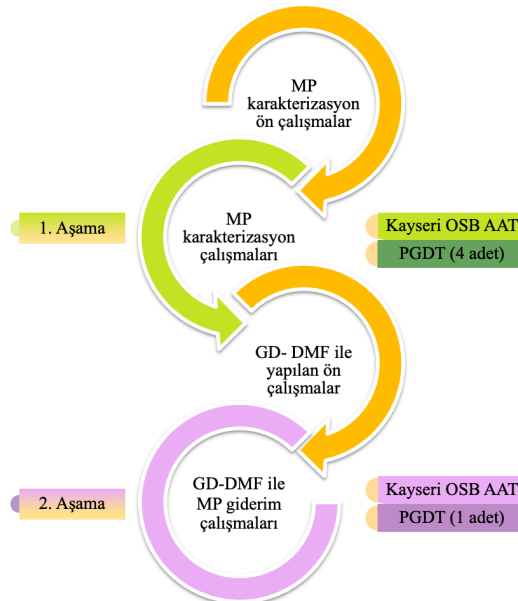 MP
karakterizasyon
ön çalışmalar
1. Aşama
MP
karakterizasyon
çalışmaları
Kayseri OSB AAT
PGDT (4 adet)
GD- DMF ile
yapılan ön
çalışmalar
2. Aşama
GD-DMF ile
MP giderim
çalışmaları
Kayseri OSB AAT
PGDT (1 adet)